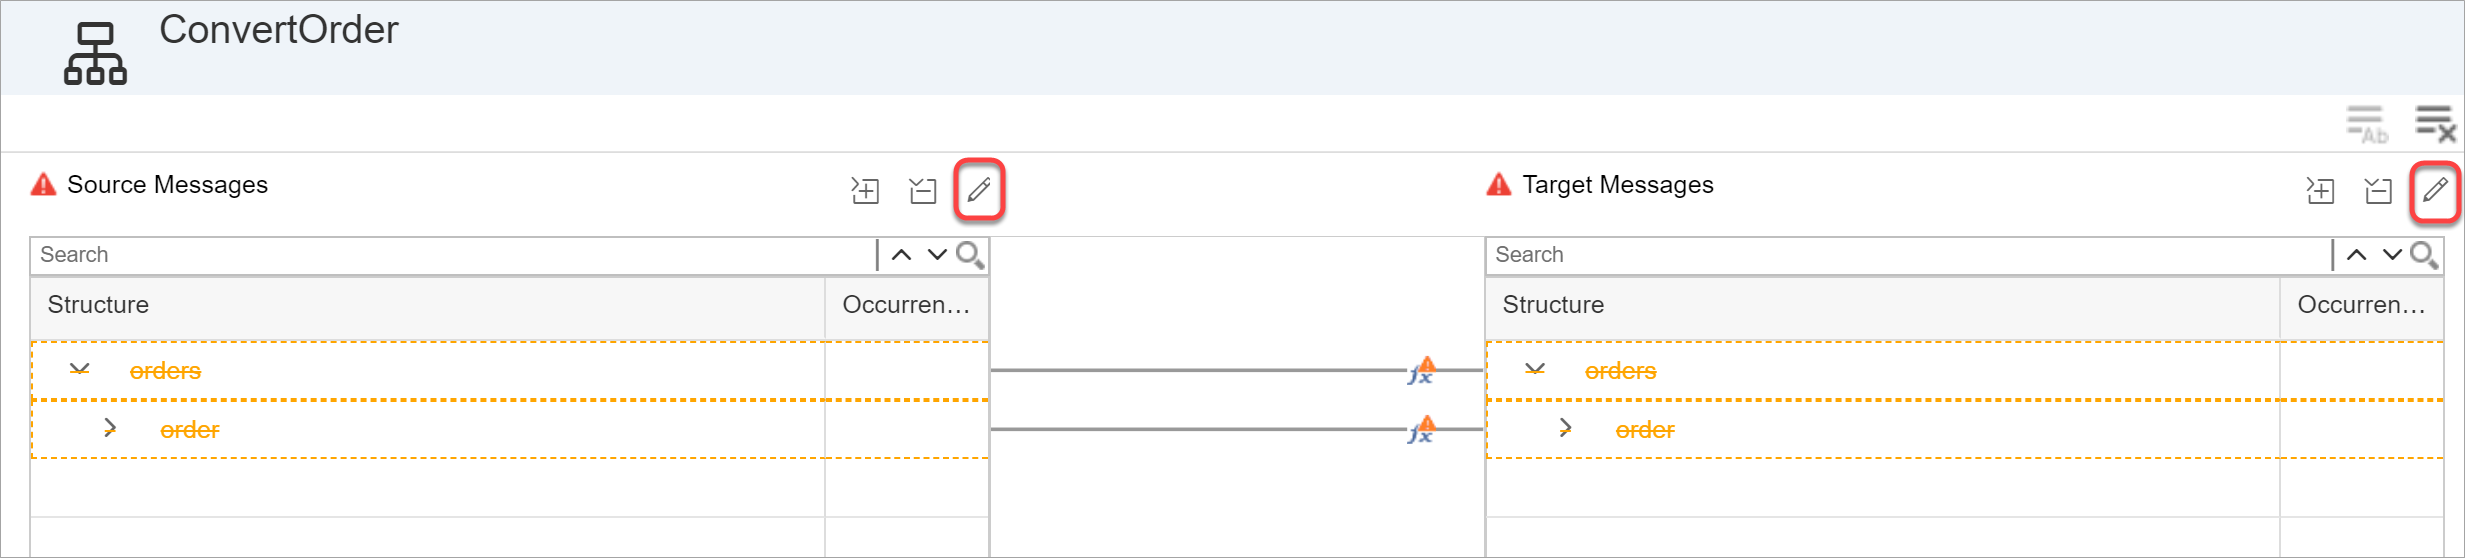 ConvertOrder
Ab
Source Messages
Target Messages
Search
Search
Structure Occurren...
Structure Occurren...
orders
fx
orders
order
fx
order